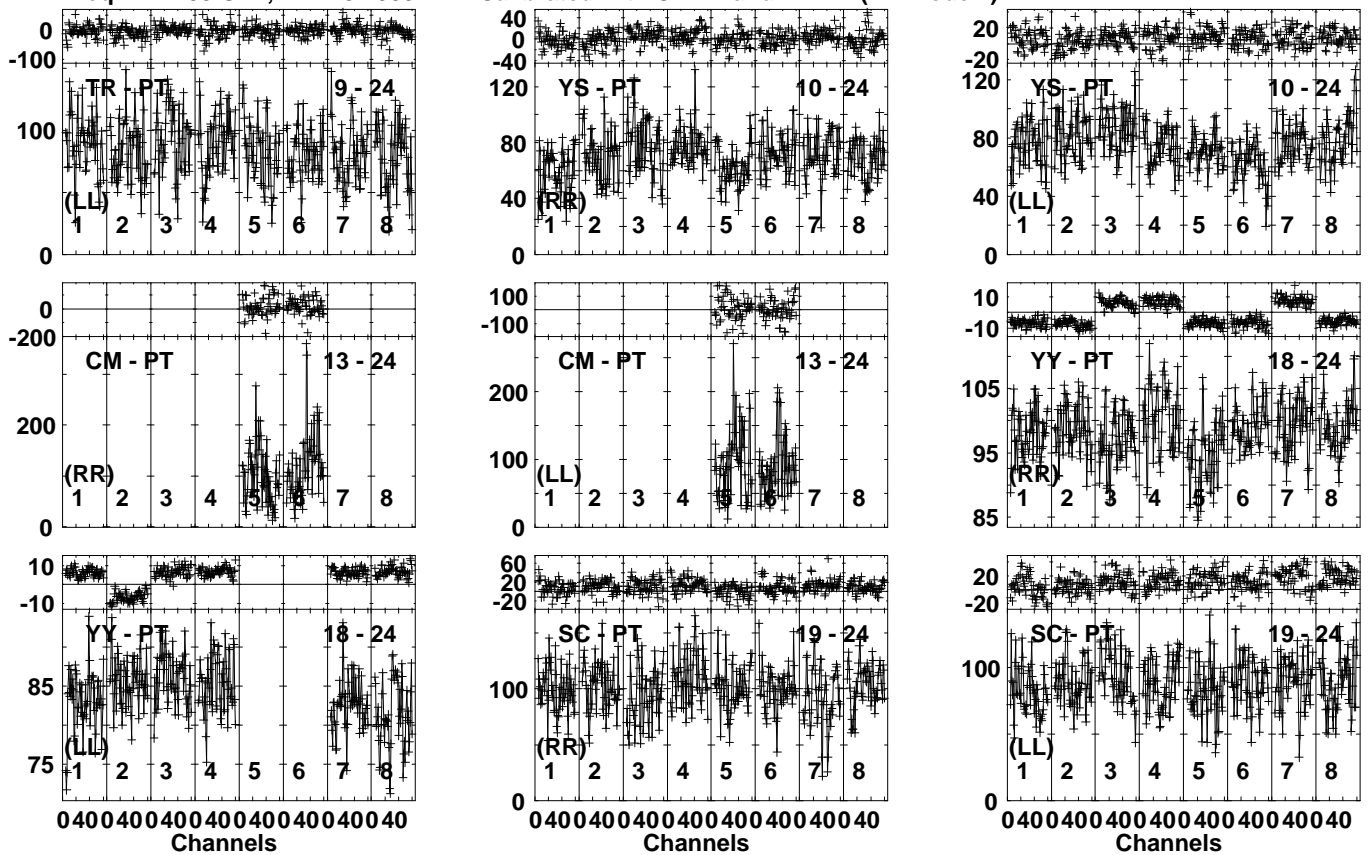 0
-100
TR - PT 9 - 24
100
(LL)
1 2 3 4 5 6 7 8
0
40
0
-40
120
YS - PT 10 - 24
80
40
(RR)
1 2 3 4 5 6 7 8
0
20
-20
120
YS - PT 10 - 24
80
40
(LL)
1 2 3 4 5 6 7 8
0
0
-200
CM - PT 13 - 24
200
(RR)
1 2 3 4 5 6 7 8
0
100
-100
CM - PT 13 - 24
200
100
(LL)
1 2 3 4 5 6 7 8
0
10
-10
YY - PT 18 - 24
105
95
(RR)
1 2 3 4 5 6 7 8
85
10
-10
YY - PT 18 - 24
85
(LL)
75
1 2 3 4 7 8 5 6
60
20
-20
SC - PT 19 - 24
100
(RR)
1 2 3 4 5 6 7 8
0
20
-20
SC - PT 19 - 24
100
(LL)
1 2 3 4 5 6 7 8
0
0 40 0 40 0 40 0 40 0 40 0 40 0 40 0 40
Channels
0 40 0 40 0 40 0 40 0 40 0 40 0 40 0 40
Channels
0 40 0 40 0 40 0 40 0 40 0 40 0 40 0 40
Channels